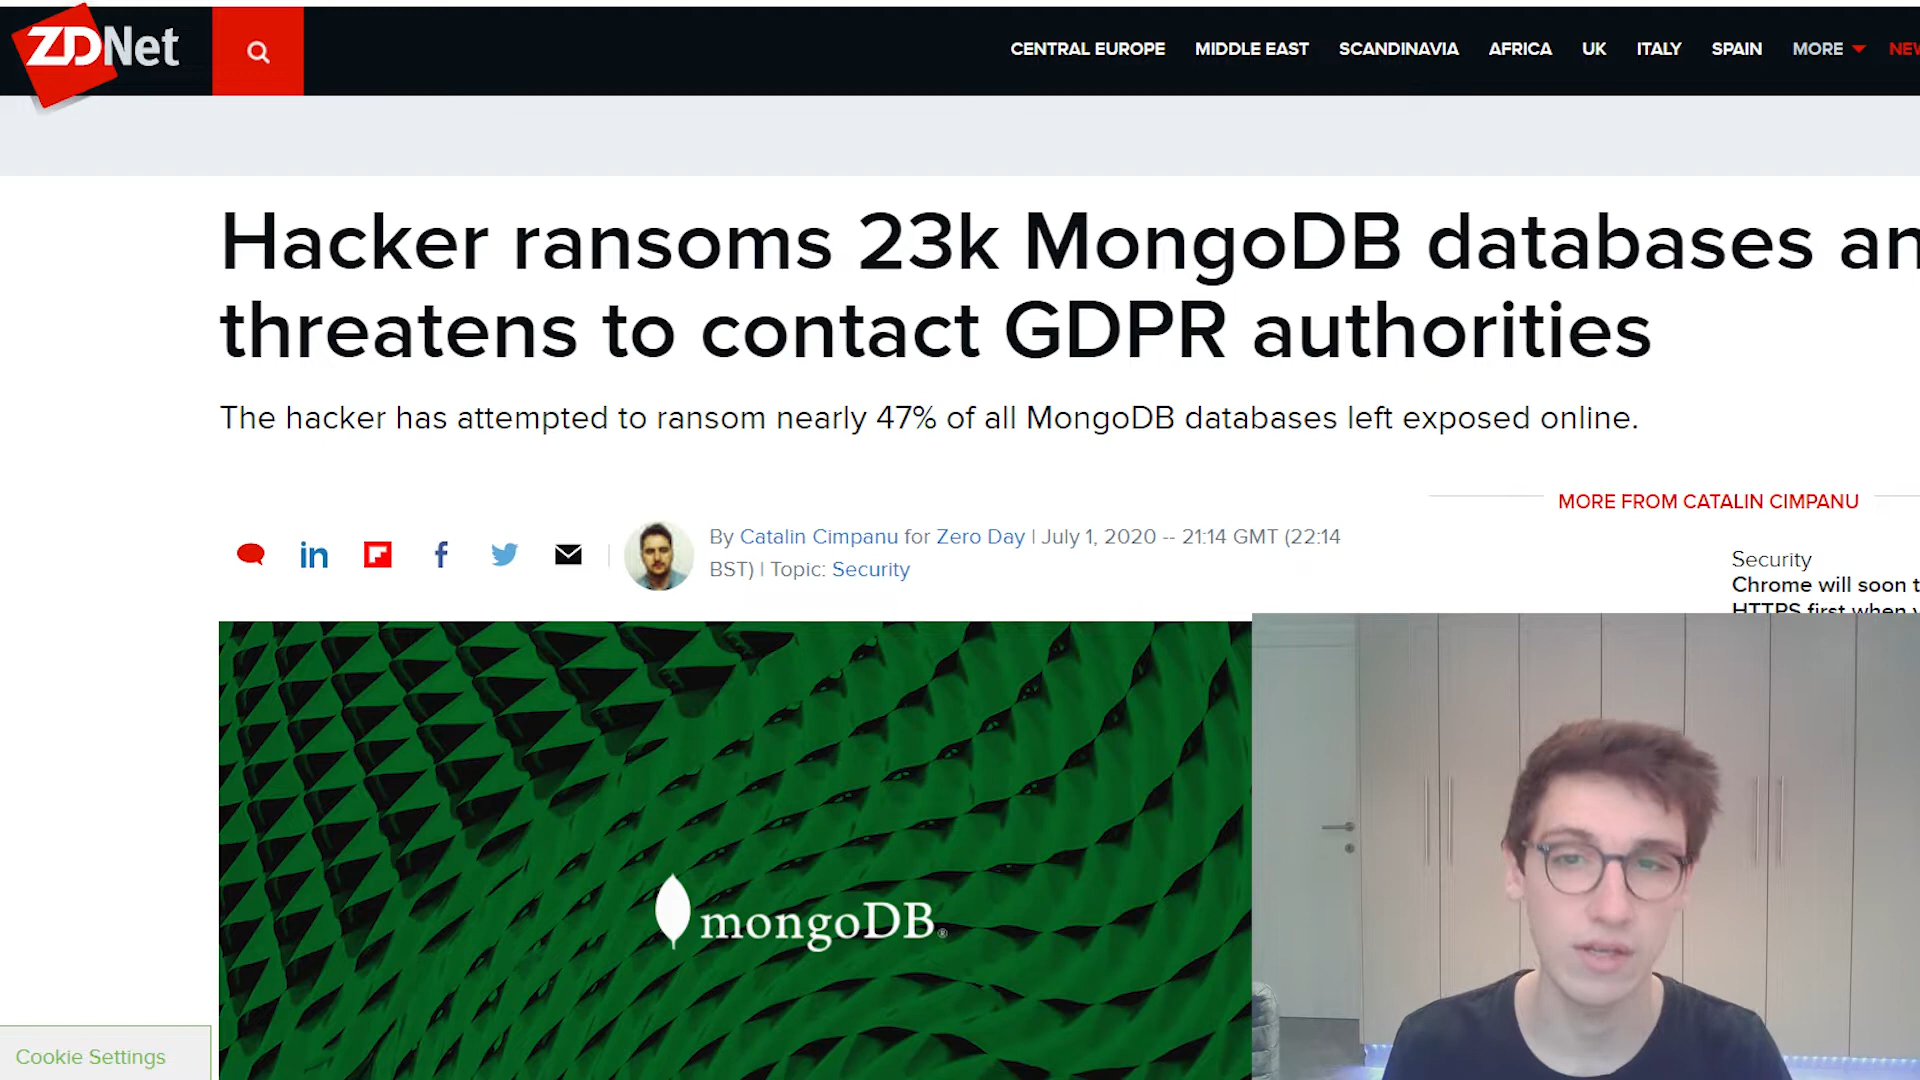 ZDNet
CENTRAL EUROPE MIDDLE EAST SCANDINAVIA AFRICA UK ITALY SPAIN MORE
Hacker ransoms 23k MongoDB databases
threatens to contact GDPR authorities
The hacker has attempted to ransom nearly 47% of all MongoDB databases left exposed online.
MORE FROM CATALIN CIMPANU
By Catalin Cimpanu for Zero Day | July 1, 2020 -- 21:14 GMT (22:14
BST) | Topic: Security
Security
Chrome will soon
HTTPS first when
mongoDB®
Cookie Settings